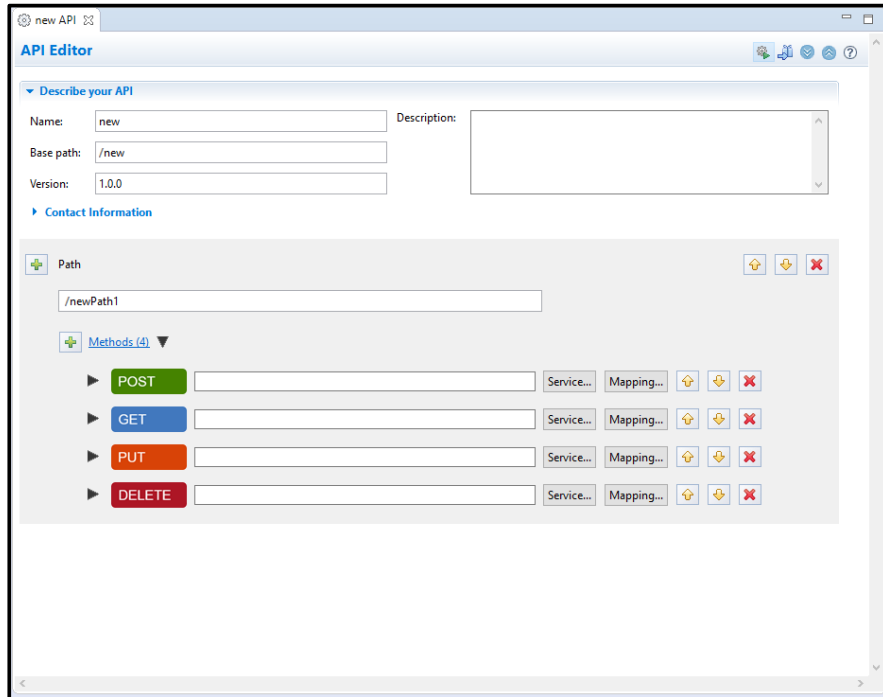 new API
API Editor
Describe your API
Name: new Description:
Base path: /new
Version: 1.0.0
Contact Information
Path
/newPath1
Methods (4)
POST Service... Mapping...
GET Service... Mapping...
PUT Service... Mapping...
DELETE Service... Mapping...